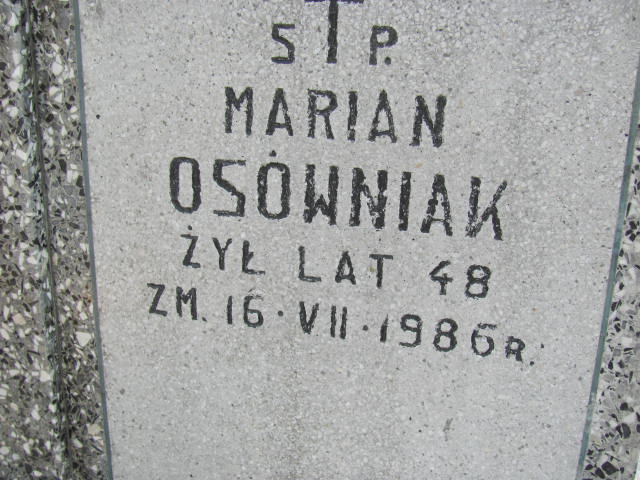 S P.
MARIAN
OSÓWNIAK
ŻYŁ LAT 48
ZM. 16 · VII · 1986 R.